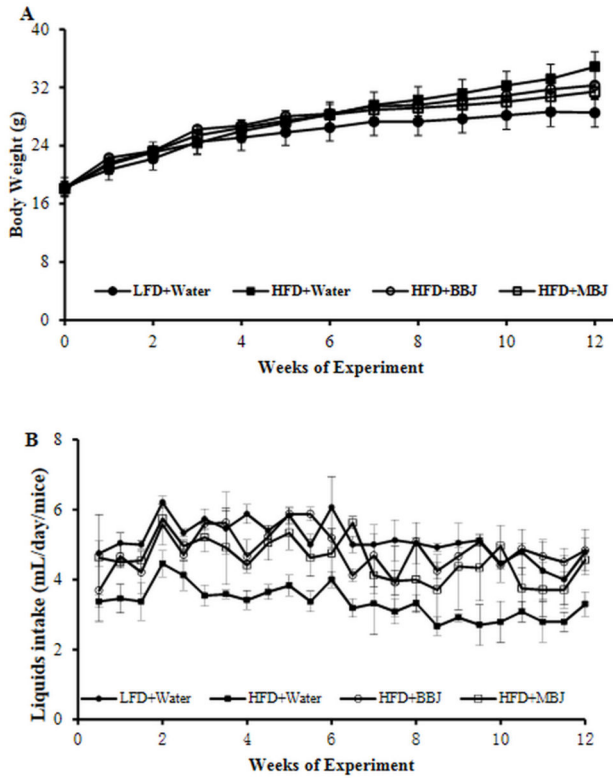 A
Body Weight (g)
40
32
24
16
8
0
LFD+Water HFD+Water HFD+BBJ HFD+MBJ
0 2 4 6 8 10 12
Weeks of Experiment
B
Liquids intake (mL/day/mice)
8
6
4
2
0
LFD+Water HFD+Water HFD+BBJ HFD+MBJ
0 2 4 6 8 10 12
Weeks of Experiment